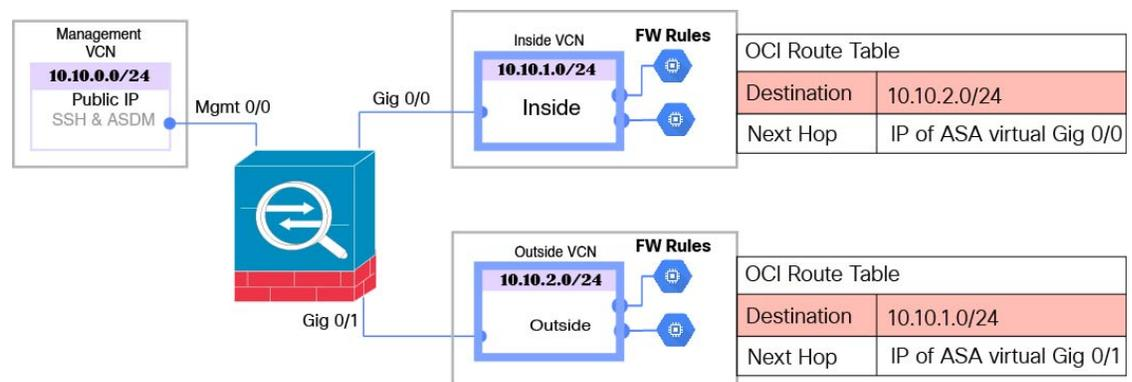 Management
VCN
10.10.0.0/24
Public IP
SSH & ASDM
Mgmt 0/0
Gig 0/0
Inside VCN
10.10.1.0/24
Inside
FW Rules
OCI Route Table
Destination 10.10.2.0/24
Next Hop IP of ASA virtual Gig 0/0
Gig 0/1
Outside VCN
10.10.2.0/24
Outside
FW Rules
OCI Route Table
Destination 10.10.1.0/24
Next Hop IP of ASA virtual Gig 0/1